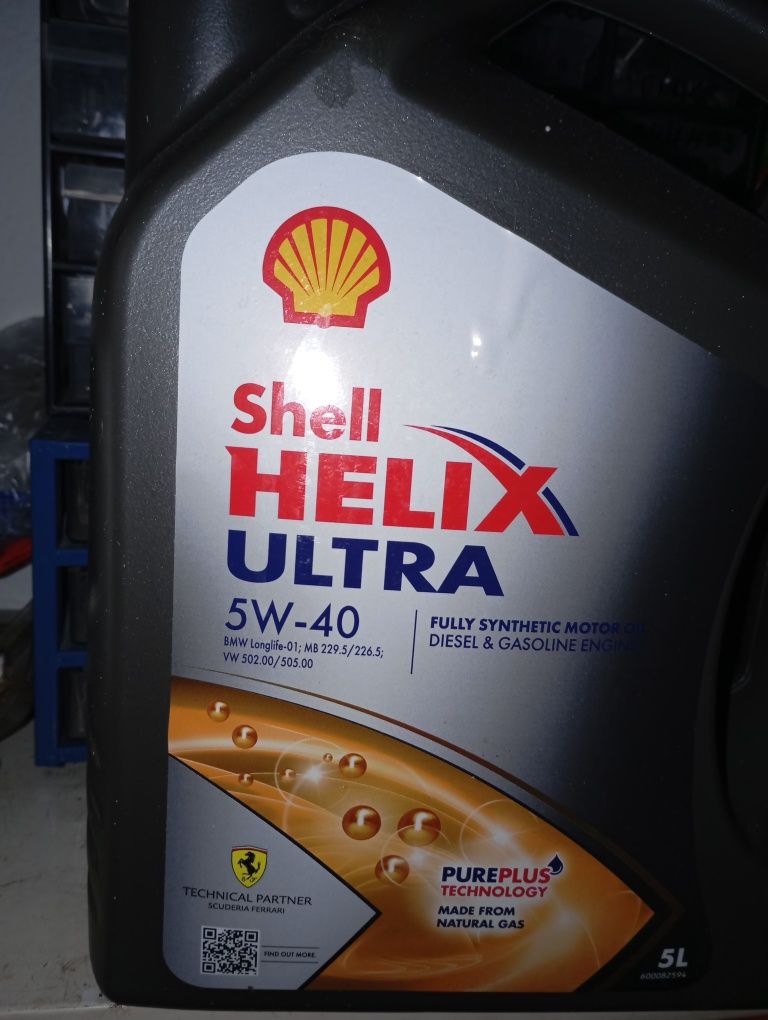 Shell
HELIX
ULTRA
5W-40
BMW Longlife-01; MB 229.5/226.5;
VW 502.00/505.00
FULLY SYNTHETIC MOTOR OIL
DIESEL & GASOLINE ENGINE
TECHNICAL PARTNER
SCUDERIA FERRARI
FIND OUT MORE.
PUREPLUS
TECHNOLOGY
MADE FROM
NATURAL GAS
5L
600082594